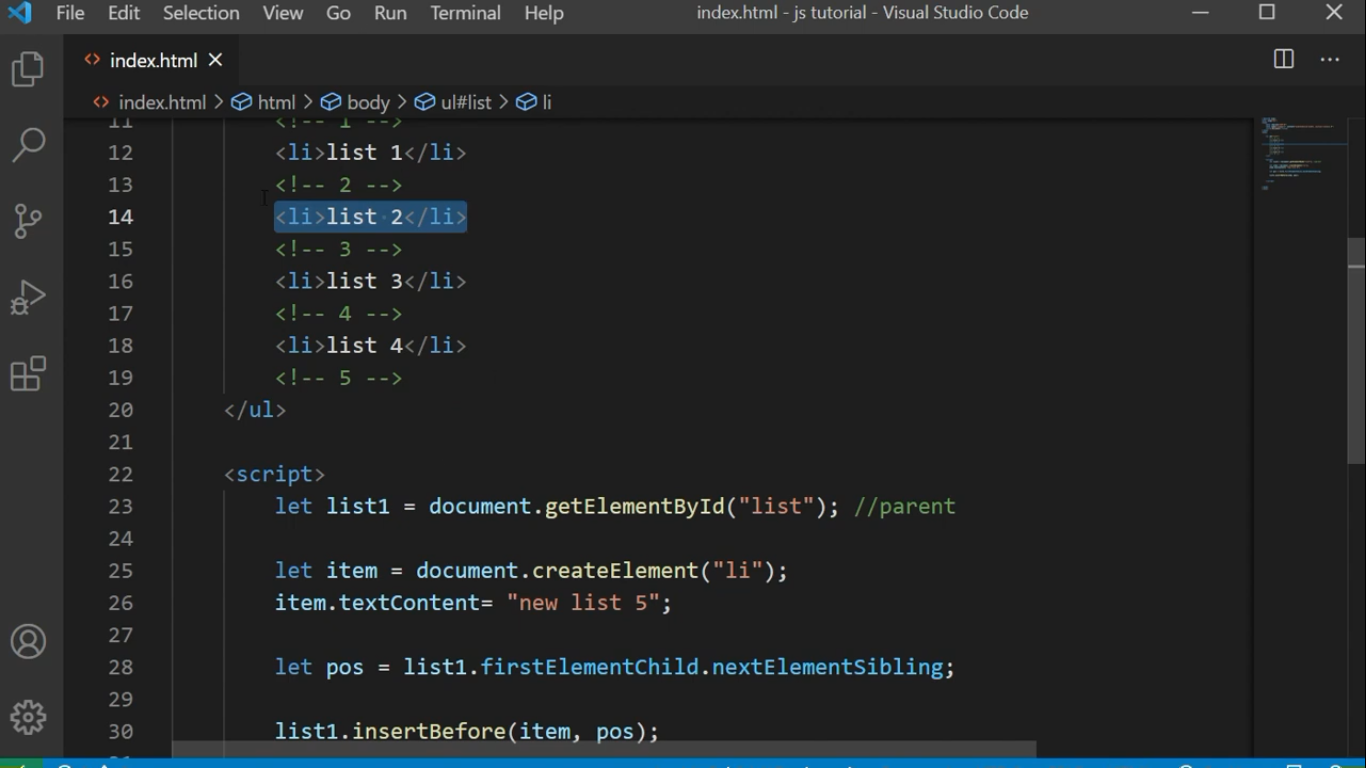 File Edit Selection View Go Run Terminal Help index.html - js tutorial - Visual Studio Code
index.html
index.html > html > body > ul#list > li
11 <!-- 1 -->
12 <li>list 1</li>
13 <!-- 2 -->
14 <li>list 2</li>
15 <!-- 3 -->
16 <li>list 3</li>
17 <!-- 4 -->
18 <li>list 4</li>
19 <!-- 5 -->
20 </ul>
21
22 <script>
23 let list1 = document.getElementById("list"); //parent
24
25 let item = document.createElement("li");
26 item.textContent= "new list 5";
27
28 let pos = list1.firstElementChild.nextElementSibling;
29
30 list1.insertBefore(item, pos);